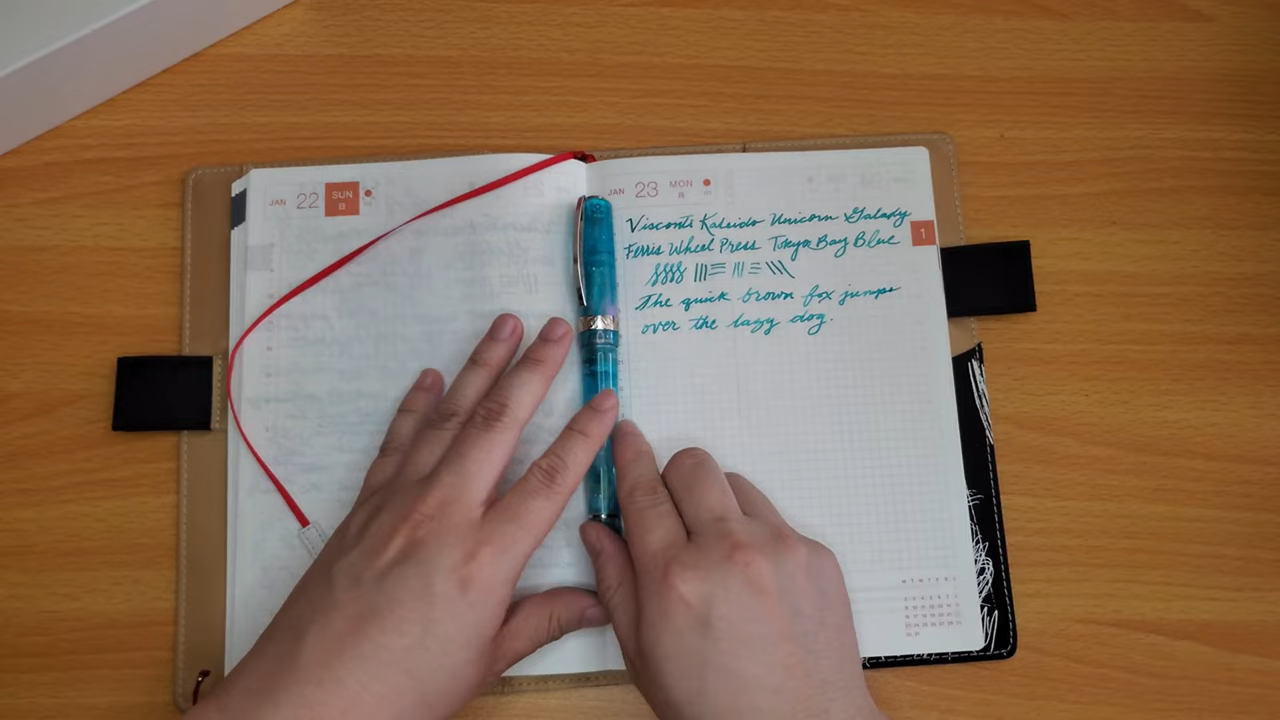 JAN 22 SUN
JAN 23 MON
1
Visconti Kaleido Unicorn Galady
Ferris Wheel Press Tokyo Bay Blue
The quick brown fox jumps
over the lazy dog.